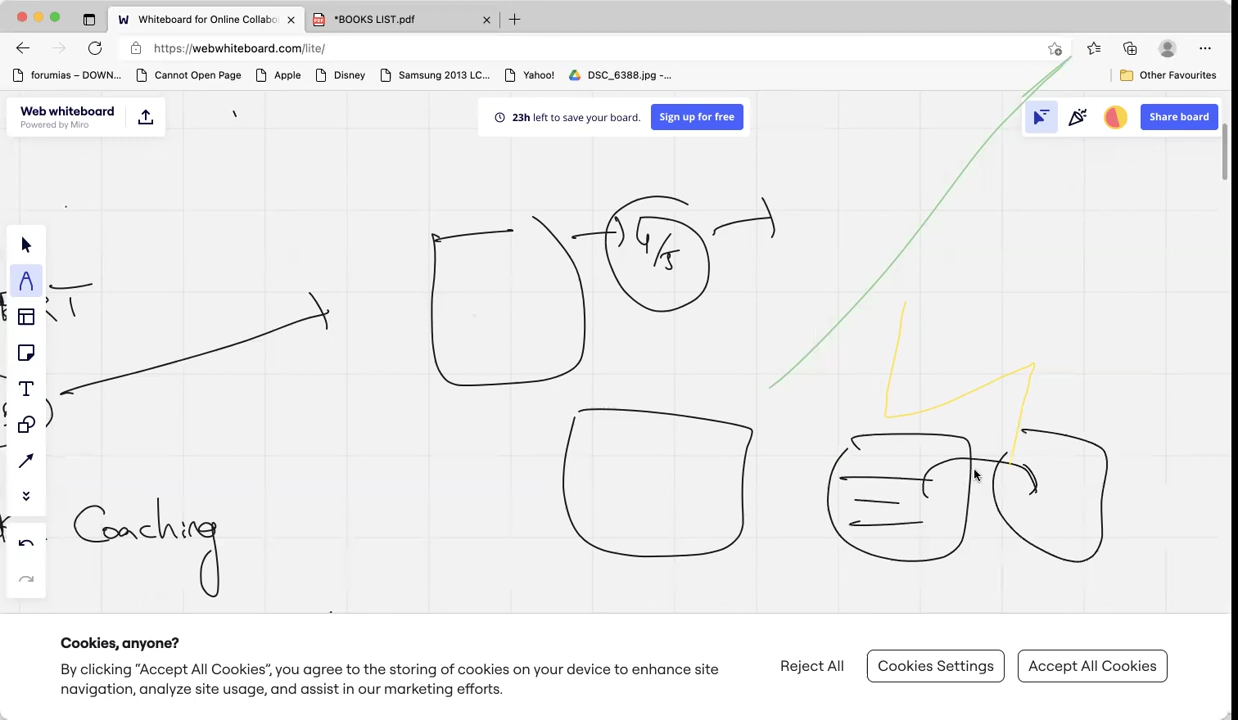 Whiteboard for Online Collabo
*BOOKS LIST.pdf
https://webwhiteboard.com/lite/
forumias – DOWN...
Cannot Open Page
Apple
Disney
Samsung 2013 LC...
Yahoo!
DSC_6388.jpg -...
Other Favourites
Web whiteboard
Powered by Miro
23h left to save your board.
Sign up for free
Share board
4/5
Coaching
Cookies, anyone?
By clicking “Accept All Cookies”, you agree to the storing of cookies on your device to enhance site
navigation, analyze site usage, and assist in our marketing efforts.
Reject All
Cookies Settings
Accept All Cookies